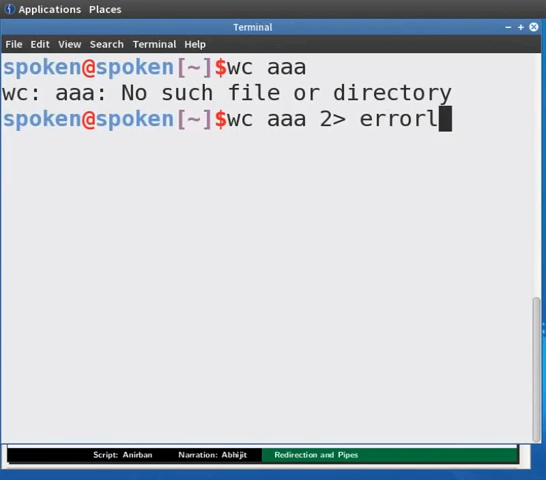 Applications Places
Terminal
File Edit View Search Terminal Help
spoken@spoken[~]$wc aaa
wc: aaa: No such file or directory
spoken@spoken[~]$wc aaa 2> errorl
Script: Anirban Narration: Abhijit Redirection and Pipes